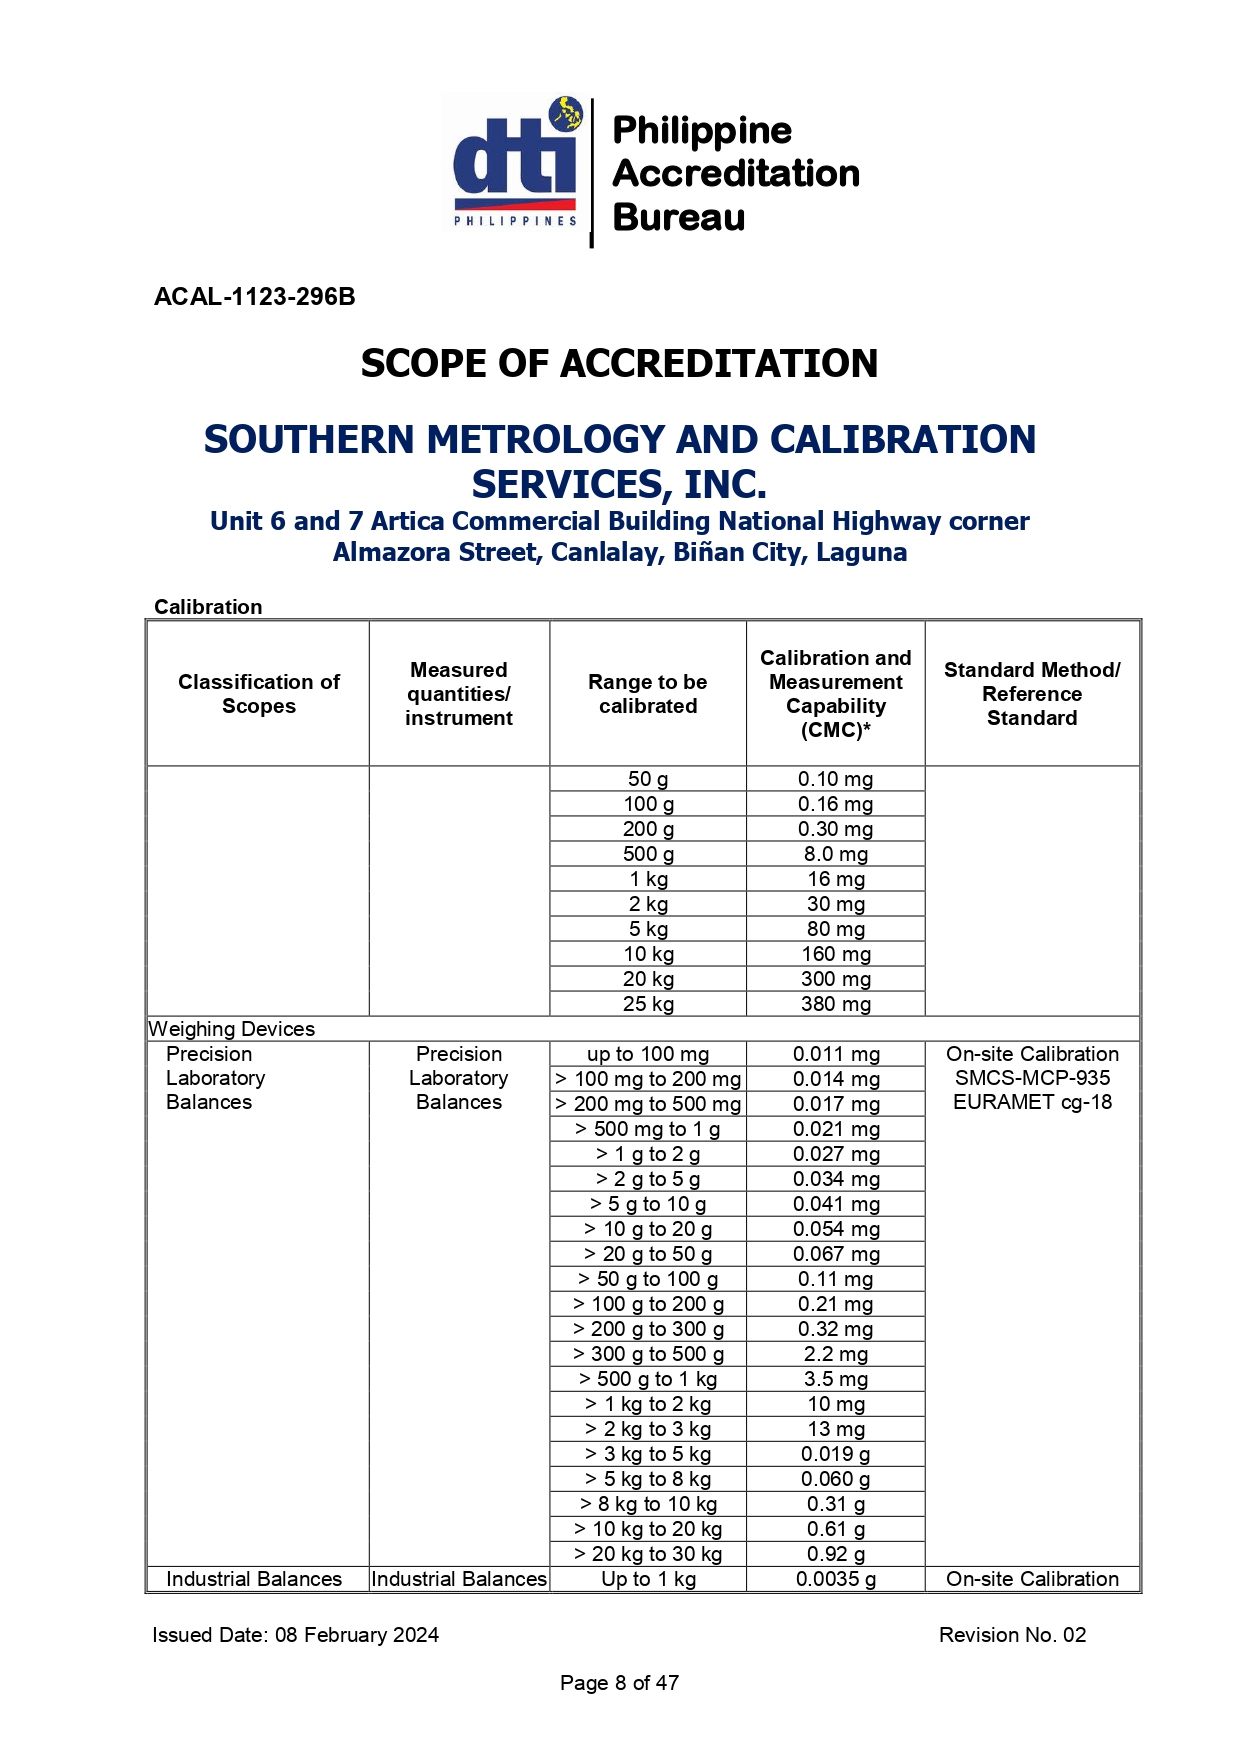 dti
PHILIPPINES
Philippine
Accreditation
Bureau
ACAL-1123-296B
SCOPE OF ACCREDITATION
SOUTHERN METROLOGY AND CALIBRATION
SERVICES, INC.
Unit 6 and 7 Artica Commercial Building National Highway corner
Almazora Street, Canlalay, Biñan City, Laguna
Calibration
Classification of
Scopes
Measured
quantities/
instrument
Range to be
calibrated
Calibration and
Measurement
Capability
(CMC)*
Standard Method/
Reference
Standard
50 g 0.10 mg
100 g 0.16 mg
200 g 0.30 mg
500 g 8.0 mg
1 kg 16 mg
2 kg 30 mg
5 kg 80 mg
10 kg 160 mg
20 kg 300 mg
25 kg 380 mg
Weighing Devices
Precision Precision up to 100 mg 0.011 mg On-site Calibration
Laboratory Laboratory > 100 mg to 200 mg 0.014 mg SMCS-MCP-935
Balances Balances > 200 mg to 500 mg 0.017 mg EURAMET cg-18
> 500 mg to 1 g 0.021 mg
> 1 g to 2 g 0.027 mg
> 2 g to 5 g 0.034 mg
> 5 g to 10 g 0.041 mg
> 10 g to 20 g 0.054 mg
> 20 g to 50 g 0.067 mg
> 50 g to 100 g 0.11 mg
> 100 g to 200 g 0.21 mg
> 200 g to 300 g 0.32 mg
> 300 g to 500 g 2.2 mg
> 500 g to 1 kg 3.5 mg
> 1 kg to 2 kg 10 mg
> 2 kg to 3 kg 13 mg
> 3 kg to 5 kg 0.019 g
> 5 kg to 8 kg 0.060 g
> 8 kg to 10 kg 0.31 g
> 10 kg to 20 kg 0.61 g
> 20 kg to 30 kg 0.92 g
Industrial Balances Industrial Balances Up to 1 kg 0.0035 g On-site Calibration
Issued Date: 08 February 2024 Revision No. 02
Page 8 of 47